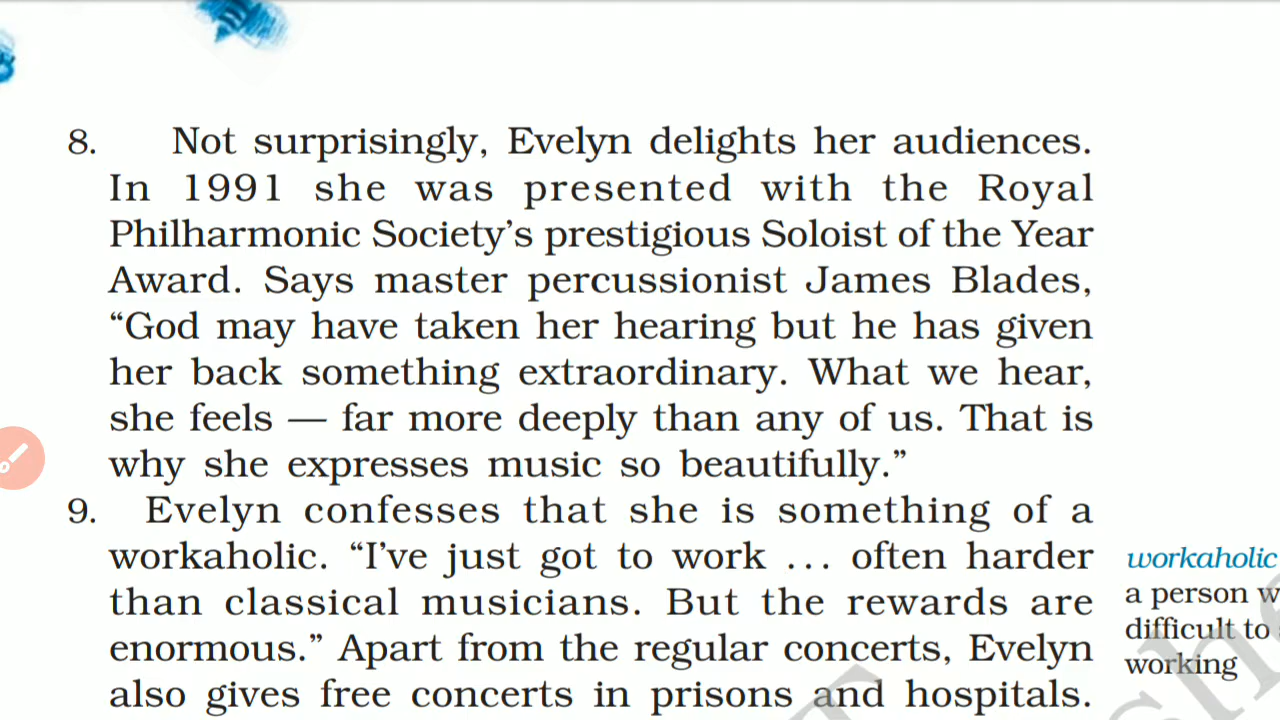 8. Not surprisingly, Evelyn delights her audiences.
In 1991 she was presented with the Royal
Philharmonic Society’s prestigious Soloist of the Year
Award. Says master percussionist James Blades,
“God may have taken her hearing but he has given
her back something extraordinary. What we hear,
she feels — far more deeply than any of us. That is
why she expresses music so beautifully.”
9. Evelyn confesses that she is something of a
workaholic. “I’ve just got to work ... often harder
than classical musicians. But the rewards are
enormous.” Apart from the regular concerts, Evelyn
also gives free concerts in prisons and hospitals.
workaholic
a person w
difficult to
working